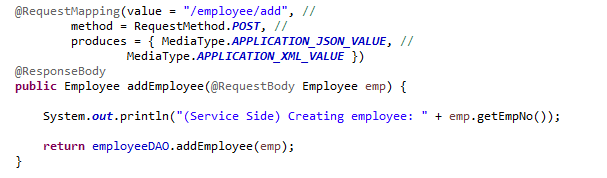 @RequestMapping(value = "/employee/add", //
method = RequestMethod.POST, //
produces = { MediaType.APPLICATION_JSON_VALUE, //
MediaType.APPLICATION_XML_VALUE })
@ResponseBody
public Employee addEmployee(@RequestBody Employee emp) {
System.out.println("(Service Side) Creating employee: " + emp.getEmpNo());
return employeeDAO.addEmployee(emp);
}